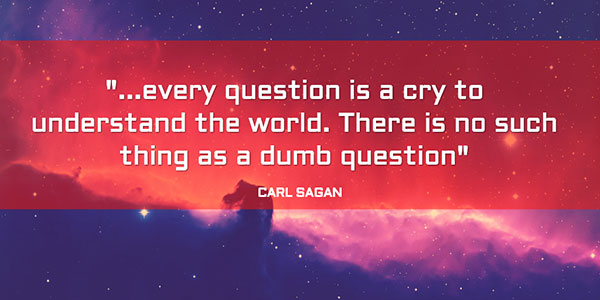 "...every question is a cry to
understand the world. There is no such
thing as a dumb question"
CARL SAGAN